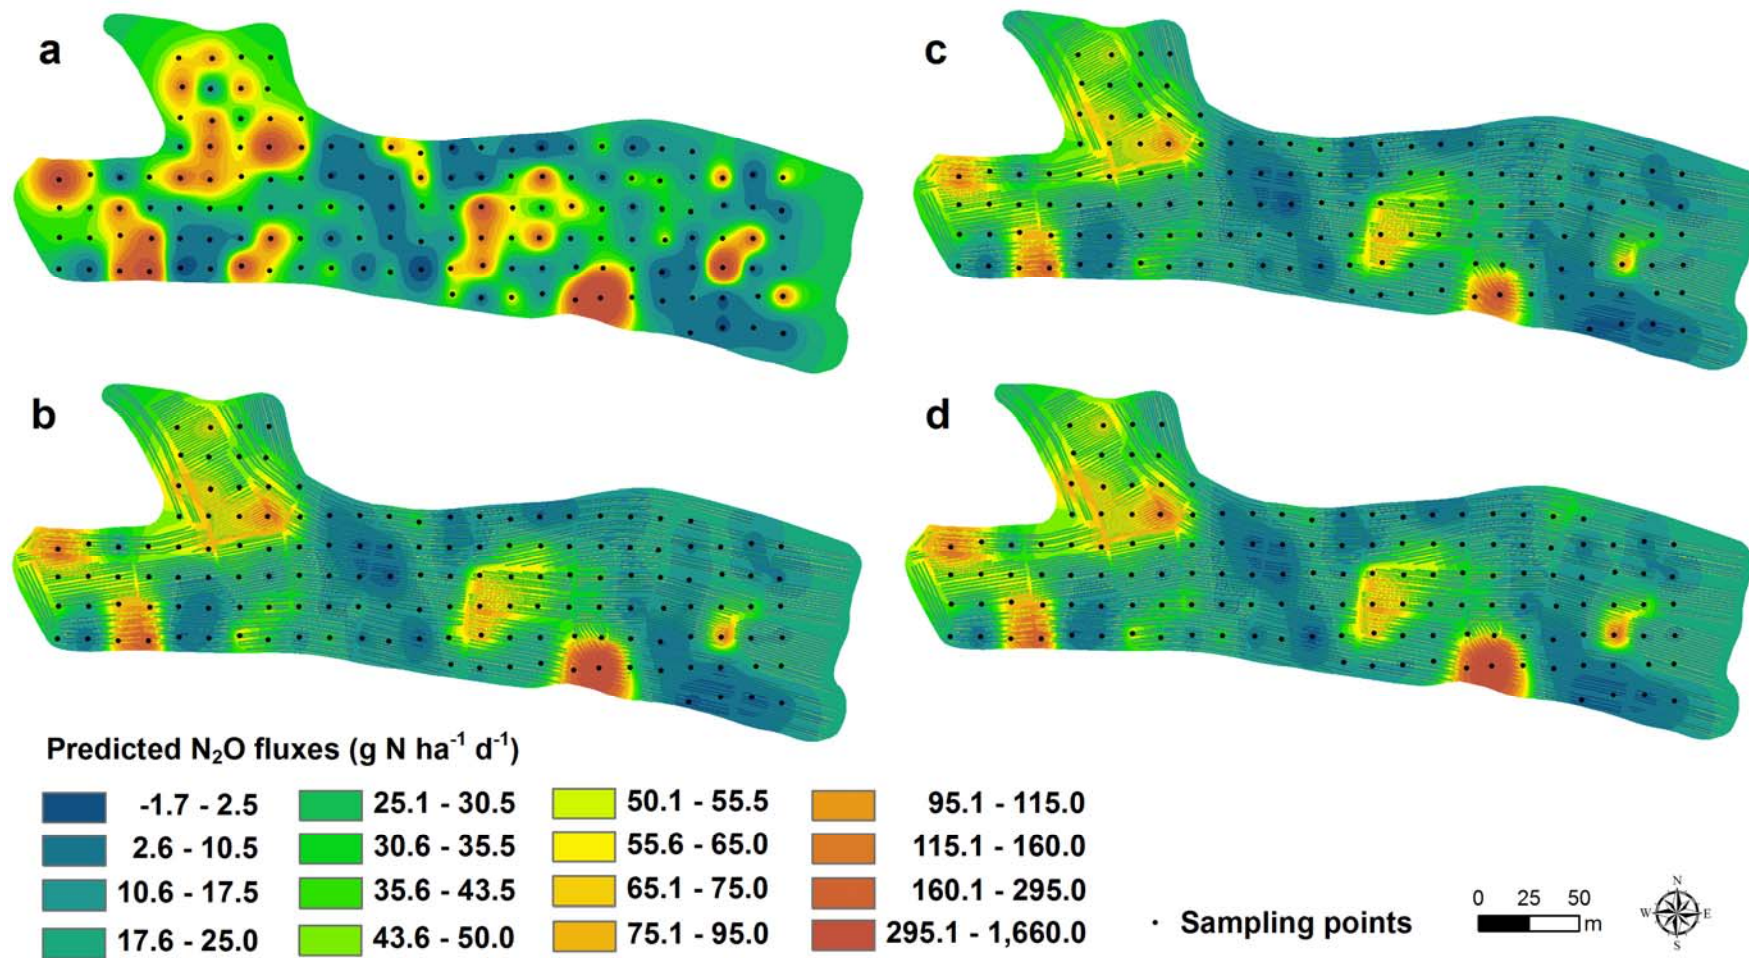 a
c
b
d
Predicted N₂O fluxes (g N ha⁻¹ d⁻¹)
-1.7 - 2.5
25.1 - 30.5
50.1 - 55.5
95.1 - 115.0
2.6 - 10.5
30.6 - 35.5
55.6 - 65.0
115.1 - 160.0
10.6 - 17.5
35.6 - 43.5
65.1 - 75.0
160.1 - 295.0
17.6 - 25.0
43.6 - 50.0
75.1 - 95.0
295.1 - 1,660.0
· Sampling points
0 25 50
m
N
W E
S